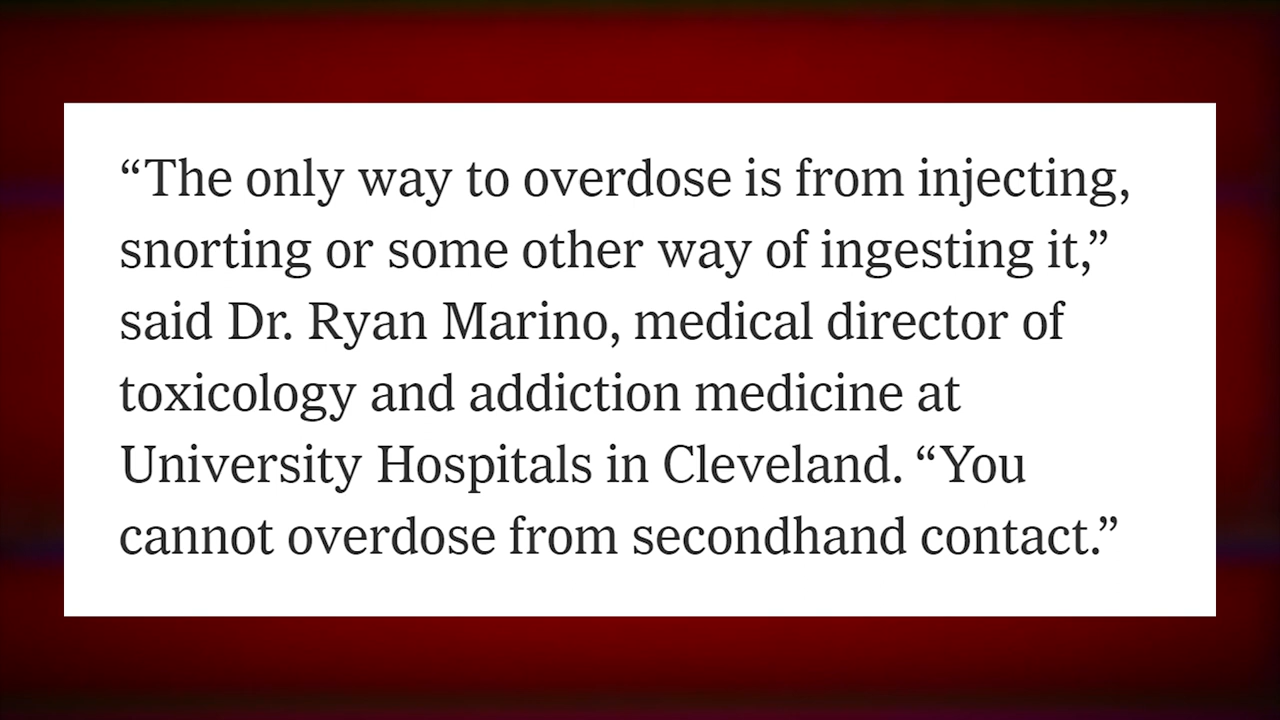 “The only way to overdose is from injecting,
snorting or some other way of ingesting it,”
said Dr. Ryan Marino, medical director of
toxicology and addiction medicine at
University Hospitals in Cleveland. “You
cannot overdose from secondhand contact.”